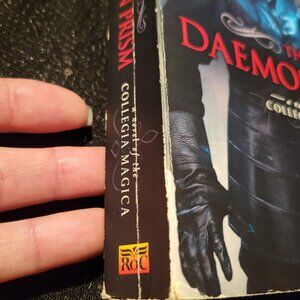 PRISM
a novel of the
COLLEGIA MAGICA
RoC
DAEMO